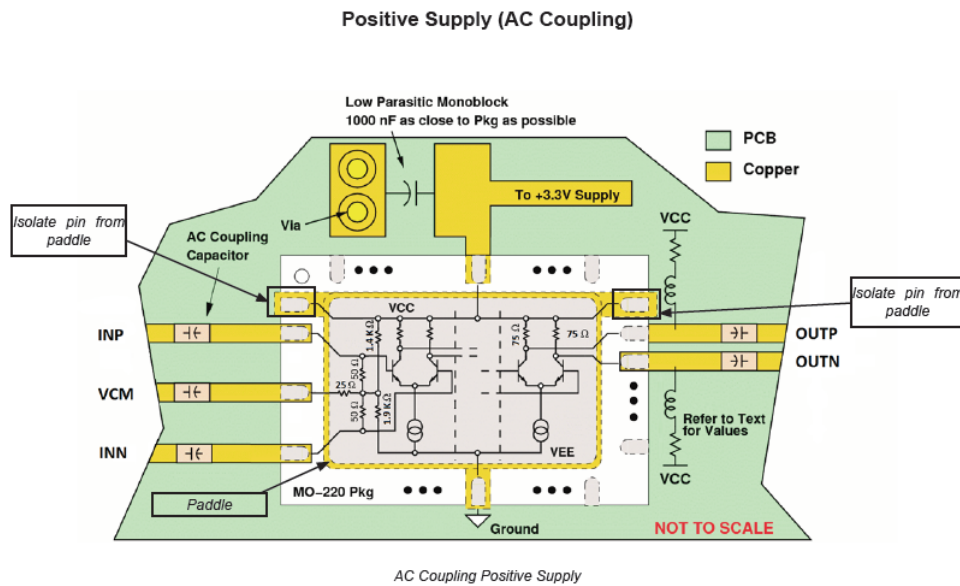 Positive Supply (AC Coupling)
Low Parasitic Monoblock
1000 nF as close to Pkg as possible
PCB
Copper
To +3.3V Supply
VCC
Via
Isolate pin from
paddle
AC Coupling
Capacitor
Isolate pin from
paddle
VCC
INP
1.4 KΩ
75 Ω
75 Ω
OUTP
50 Ω
OUTN
25 Ω
VCM
50 Ω
1.9 KΩ
Refer to Text
for Values
INN
VEE
VCC
Paddle
MO-220 Pkg
Ground
NOT TO SCALE
AC Coupling Positive Supply